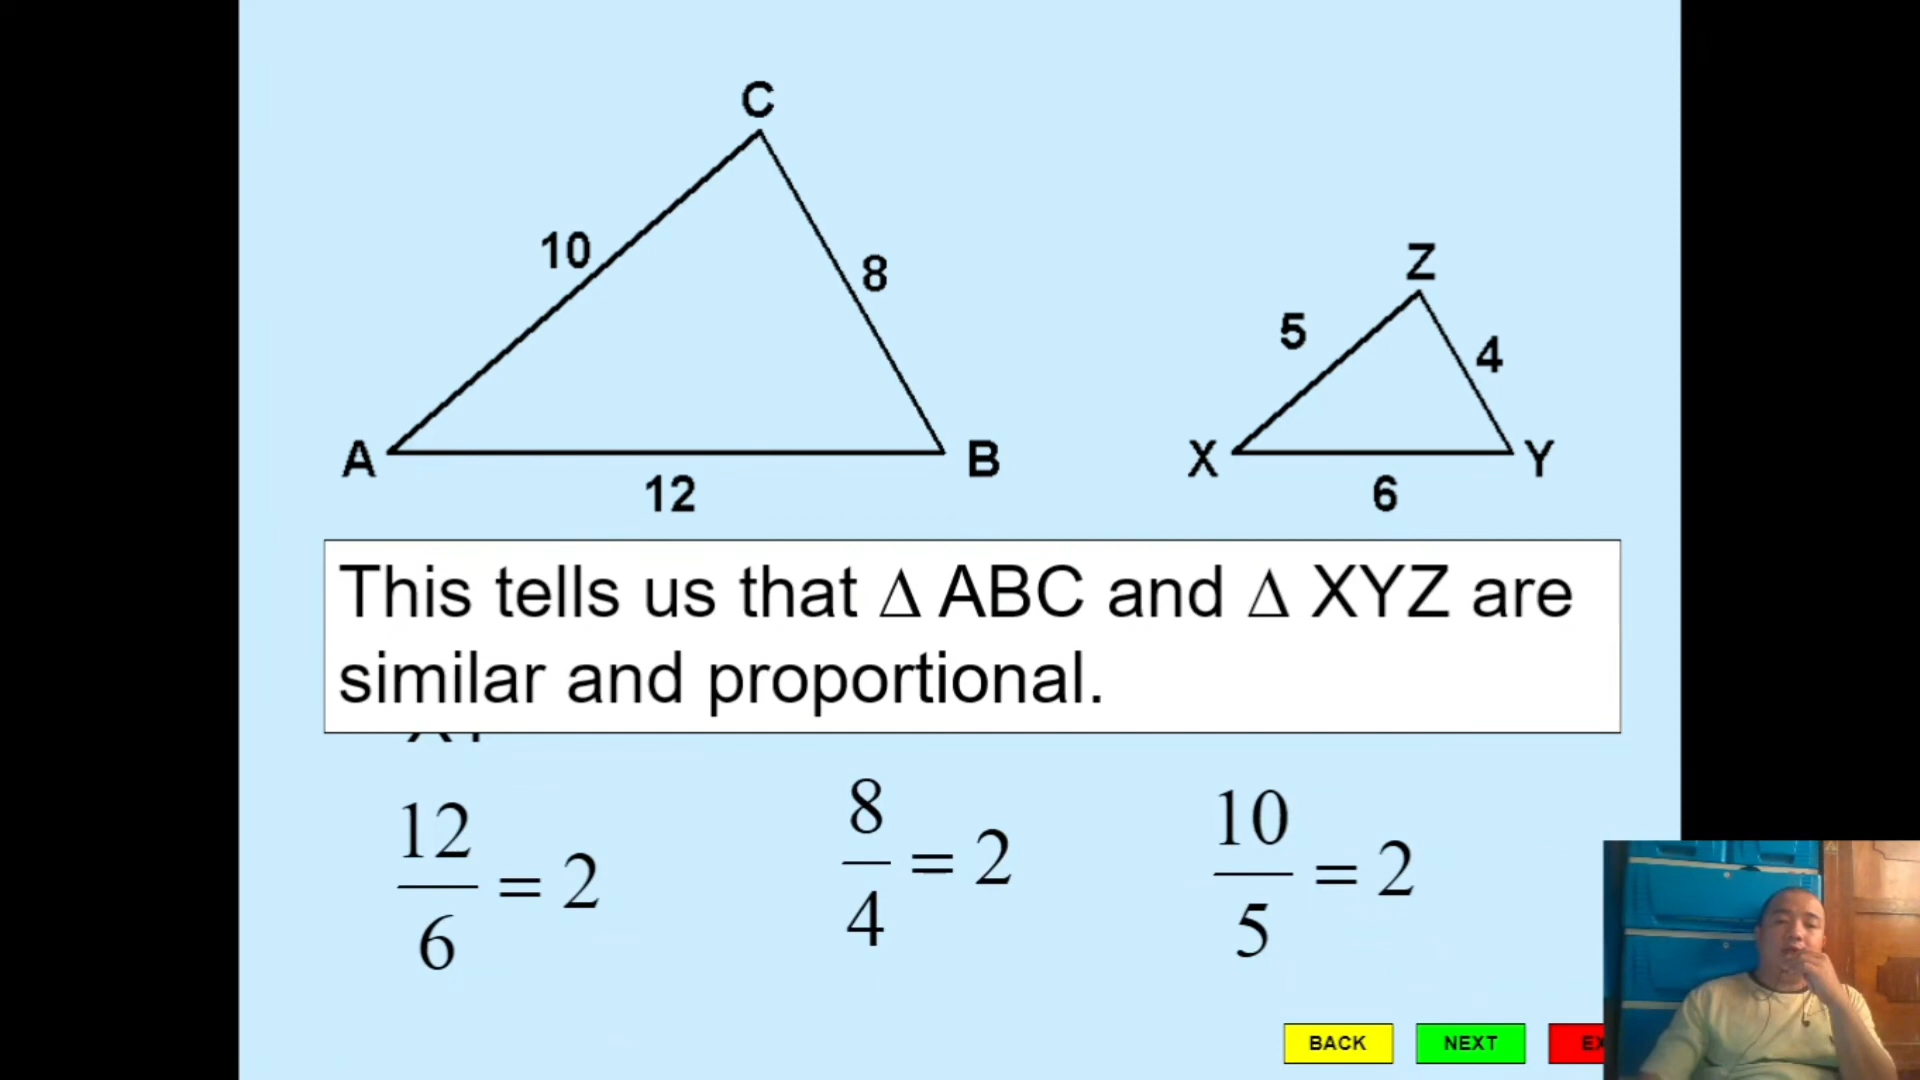 C
10
8
Z
5
4
A
B
X
Y
12
6
This tells us that Δ ABC and Δ XYZ are
similar and proportional.
12/6 = 2
8/4 = 2
10/5 = 2
BACK
NEXT